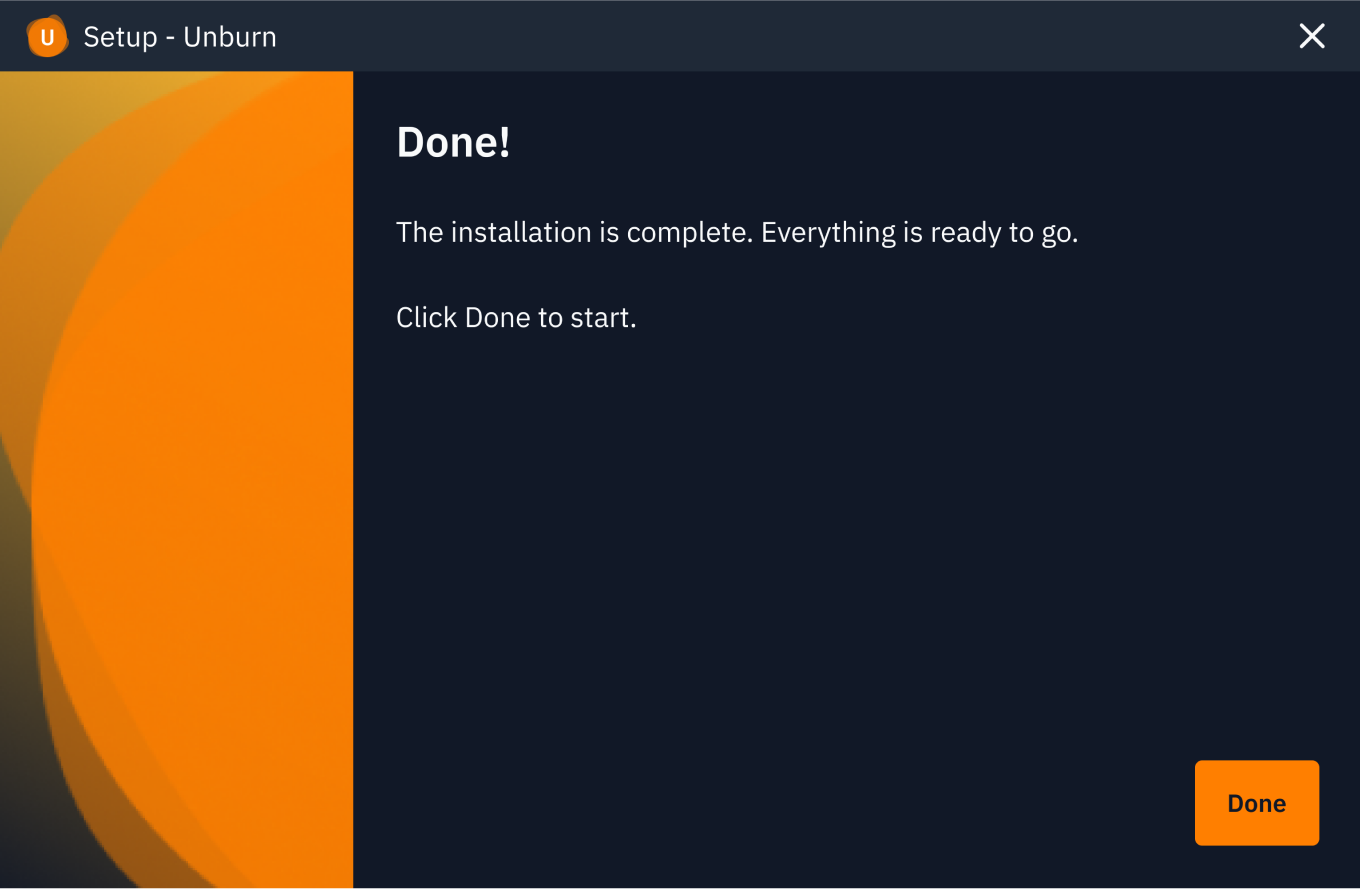 U
Setup - Unburn
Done!
The installation is complete. Everything is ready to go.
Click Done to start.
Done